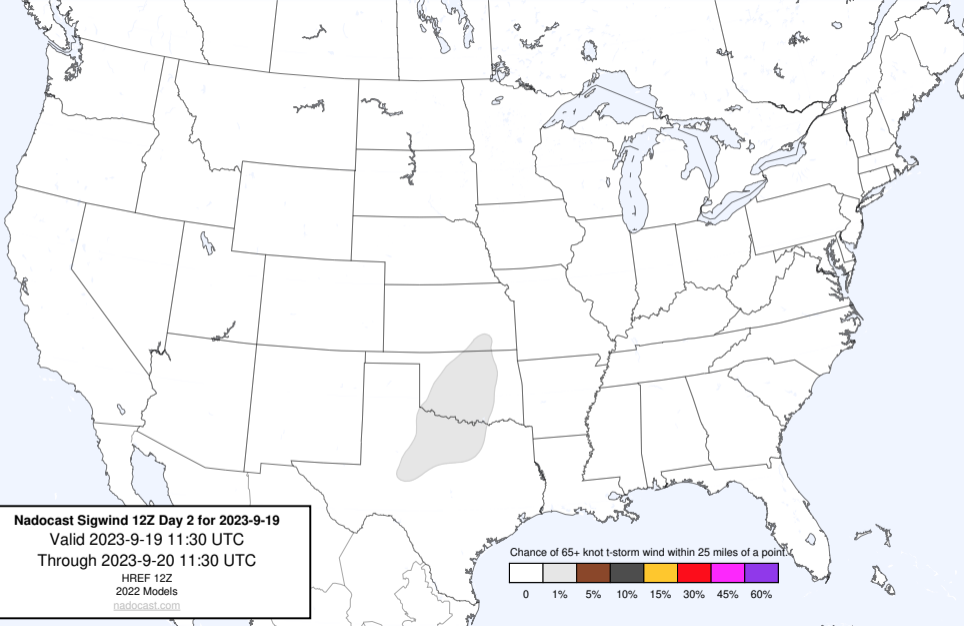 Nadocast Sigwind 12Z Day 2 for 2023-9-19
Valid 2023-9-19 11:30 UTC
Through 2023-9-20 11:30 UTC
HREF 12Z
2022 Models
nadocast.com
Chance of 65+ knot t-storm wind within 25 miles of a point.
0 1% 5% 10% 15% 30% 45% 60%